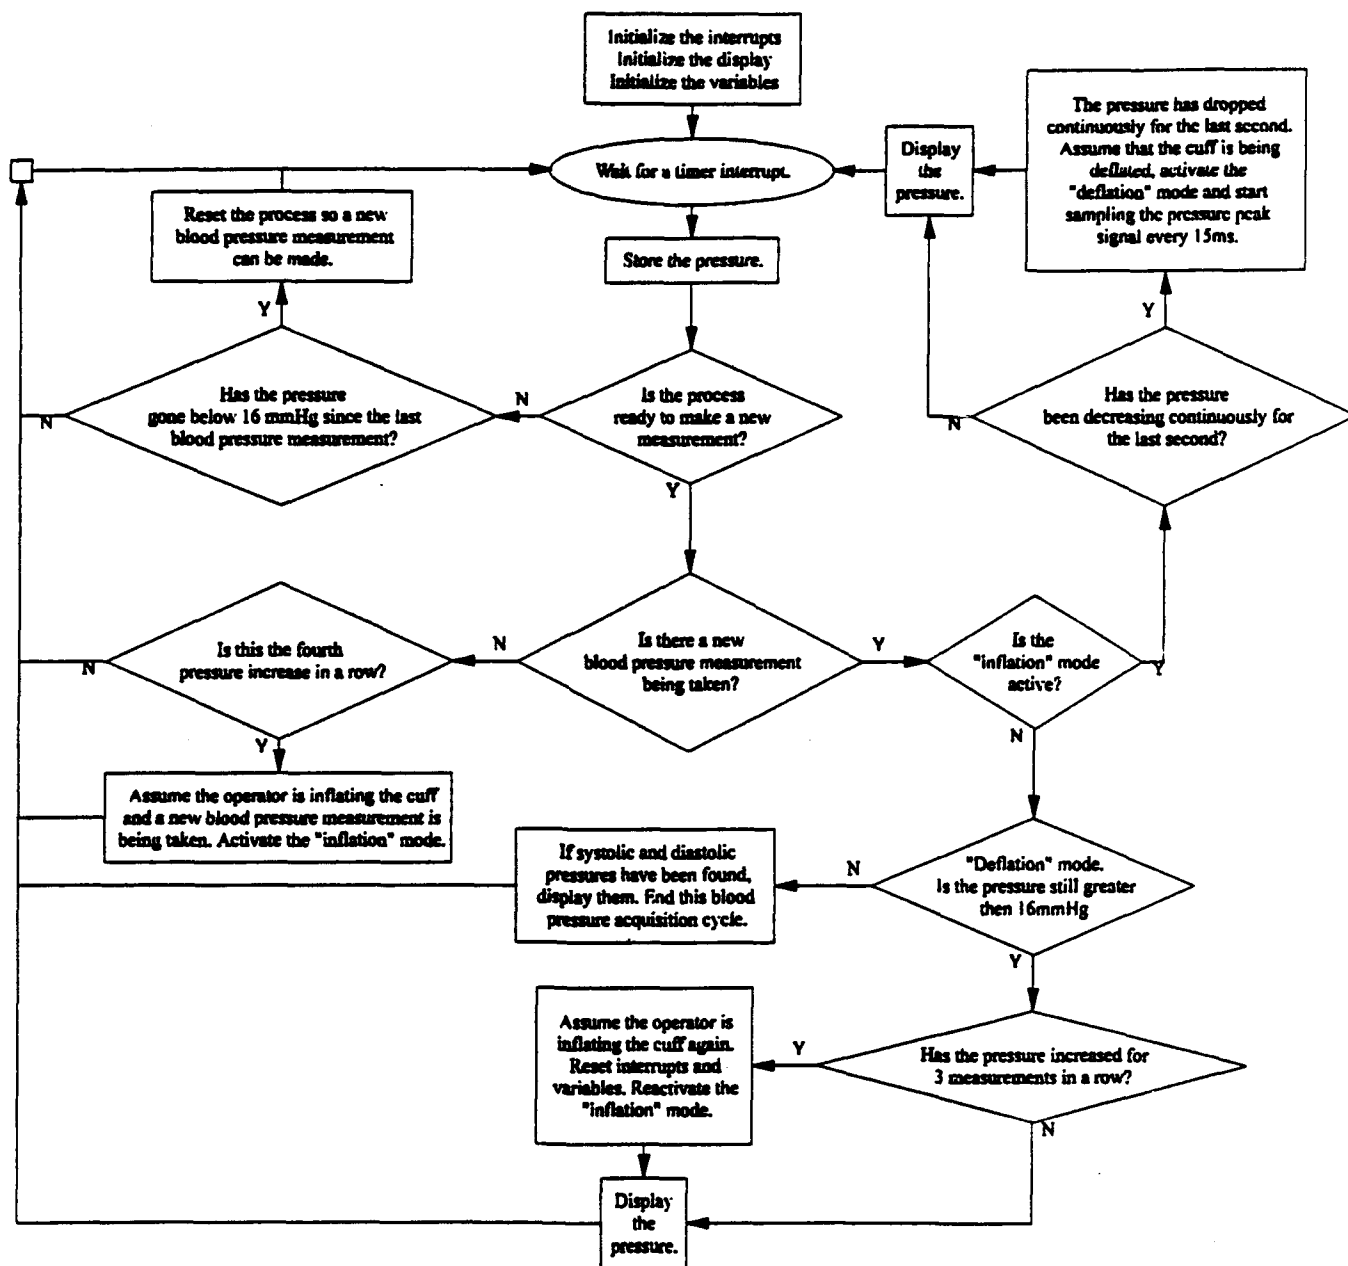 Initialize the interrupts
Initialize the display
Initialize the variables
Wait for a timer interrupt.
Display
the
pressure.
The pressure has dropped
continuously for the last second.
Assume that the cuff is being
deflated, activate the
"deflation" mode and start
sampling the pressure peak
signal every 15ms.
Reset the process so a new
blood pressure measurement
can be made.
Store the pressure.
Y
Y
Has the pressure
gone below 16 mmHg since the last
blood pressure measurement?
N
N
Is the process
ready to make a new
measurement?
Y
Has the pressure
been decreasing continuously for
the last second?
N
Is this the fourth
pressure increase in a row?
N
Y
N
Is there a new
blood pressure measurement
being taken?
Y
Is the
"inflation" mode
active?
Y
N
Assume the operator is inflating the cuff
and a new blood pressure measurement is
being taken. Activate the "inflation" mode.
If systolic and diastolic
pressures have been found,
display them. End this blood
pressure acquisition cycle.
N
"Deflation" mode.
Is the pressure still greater
then 16mmHg
Y
Assume the operator is
inflating the cuff again.
Reset interrupts and
variables. Reactivate the
"inflation" mode.
Y
Has the pressure increased for
3 measurements in a row?
N
Display
the
pressure.